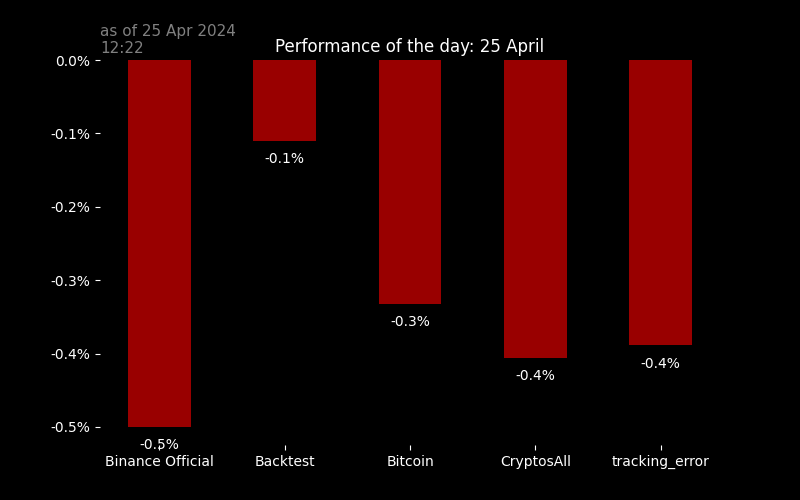 as of 25 Apr 2024
12:22
Performance of the day: 25 April
0.0%
-0.1%
-0.2%
-0.3%
-0.4%
-0.5%
-0.5%
-0.1%
-0.3%
-0.4%
-0.4%
Binance Official
Backtest
Bitcoin
CryptosAll
tracking_error